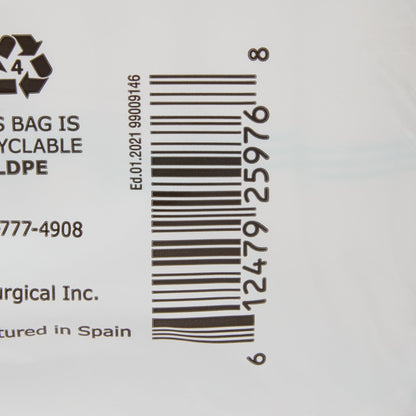 4
S BAG IS
YCLABLE
LDPE
-777-4908
urgical Inc.
tured in Spain
Ed.01.2021 99009146
6 12479 25976 8